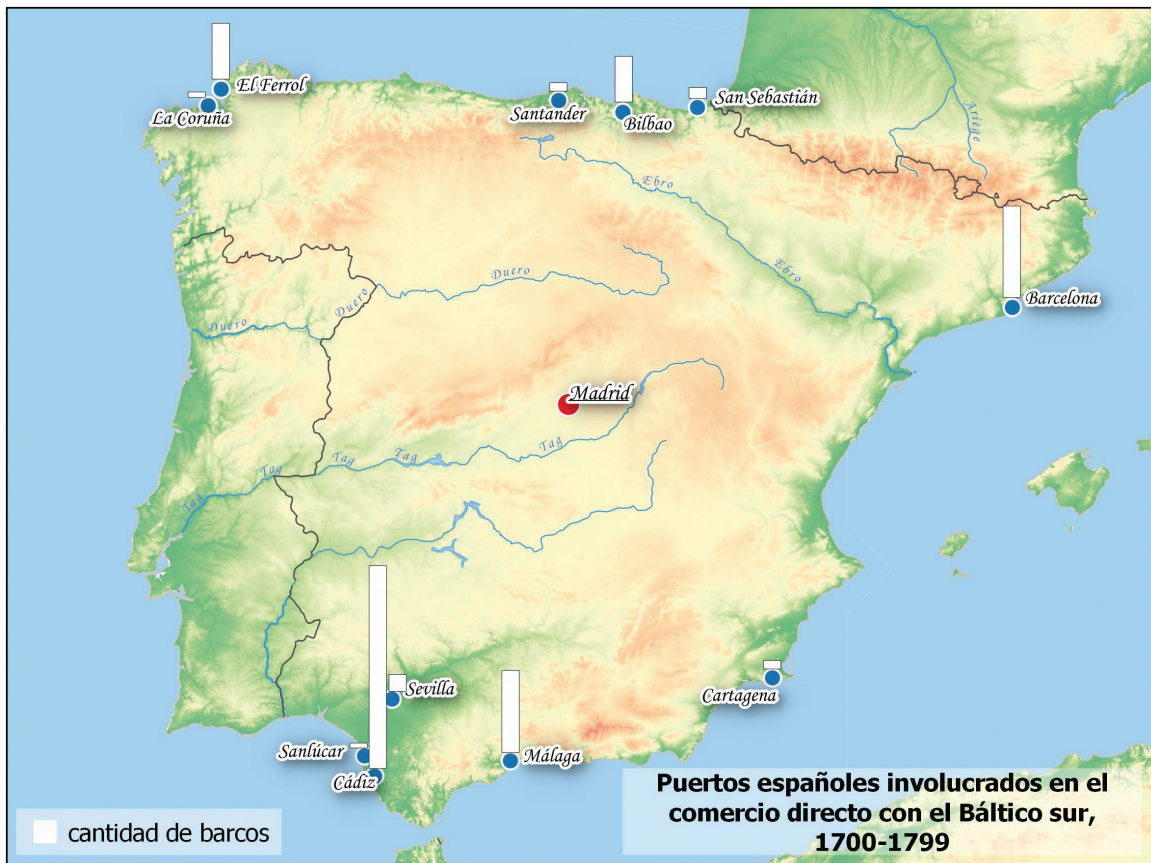 El Ferrol
La Coruña
Santander
Bilbao
San Sebastián
Ariège
Ebro
Ebro
Duero
Duero
Duero
Barcelona
Madrid
Tag
Tag
Tag
Tag
Tag
Sevilla
Cartagena
Sanlúcar
Cádiz
Málaga
cantidad de barcos
Puertos españoles involucrados en el
comercio directo con el Báltico sur,
1700-1799